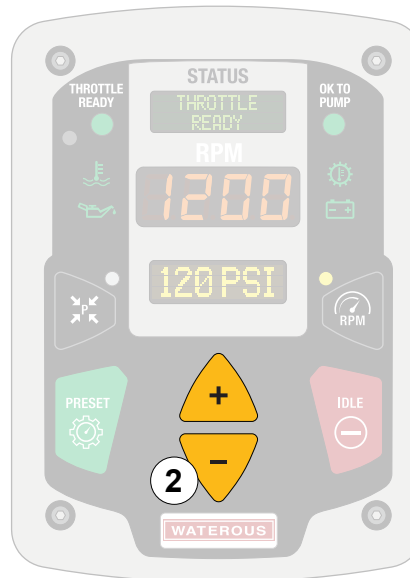 STATUS
THROTTLE
READY
THROTTLE
READY
OK TO
PUMP
RPM
1200
120 PSI
P
RPM
PRESET
+
IDLE
2
−
WATEROUS